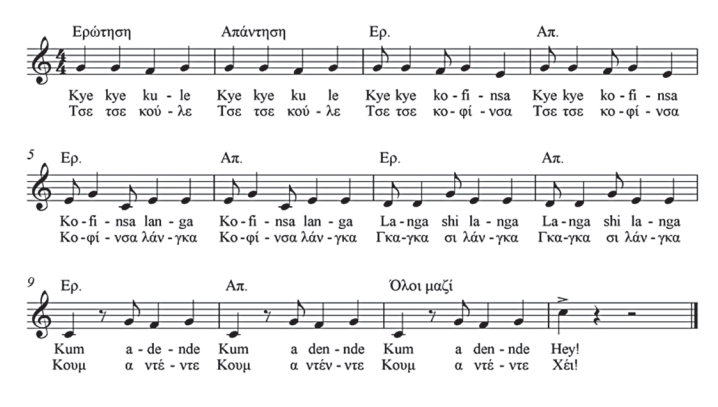 Ερώτηση Απάντηση Ερ. Απ.
Kye kye ku - le Kye kye ku le Kye kye ko - fi - nsa Kye kye ko - fi - nsa
Τσε τσε κού - λε Τσε τσε κού - λε Τσε τσε κο - φί - νσα Τσε τσε κο - φί - νσα
5 Ερ. Απ. Ερ. Απ.
Ko - fi - nsa lan - ga Ko - fi - nsa lan - ga La - nga shi la - nga La - nga shi la - nga
Κο - φί - νσα λάν - γκα Κο - φί - νσα λάν - γκα Γκα - γκα σι λάν - γκα Γκα - γκα σι λάν - γκα
9 Ερ. Απ. Όλοι μαζί
Kum a - de - nde Kum a den - de Kum a den - de Hey!
Κουμ α ντέ - ντε Κουμ α ντέν - ντε Κουμ α ντέ - ντε Χέι!